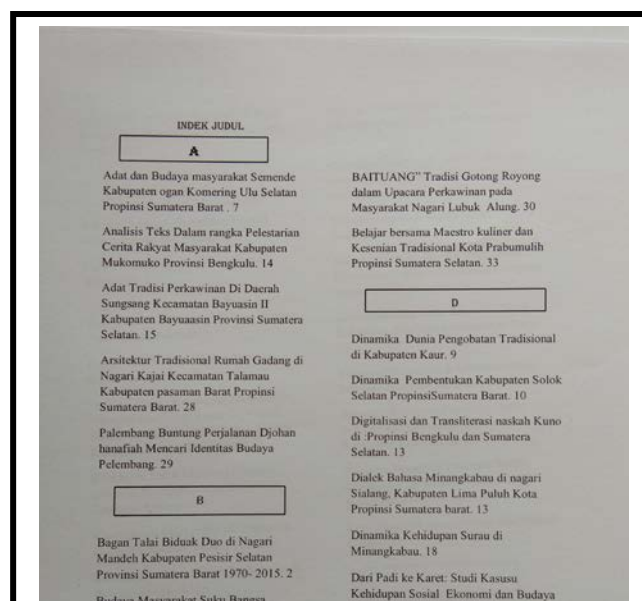 INDEK JUDUL
A
Adat dan Budaya masyarakat Semende
Kabupaten ogan Komering Ulu Selatan
Propinsi Sumatera Barat . 7
Analisis Teks Dalam rangka Pelestarian
Cerita Rakyat Masyarakat Kabupaten
Mukomuko Provinsi Bengkulu. 14
Adat Tradisi Perkawinan Di Daerah
Sungsang Kecamatan Bayuasin II
Kabupaten Bayuaasin Provinsi Sumatera
Selatan. 15
Arsitektur Tradisional Rumah Gadang di
Nagari Kajai Kecamatan Talamau
Kabupaten pasaman Barat Propinsi
Sumatera Barat. 28
Palembang Buntung Perjalanan Djohan
hanafiah Mencari Identitas Budaya
Pelembang. 29
B
Bagan Talai Biduak Duo di Nagari
Mandeh Kabupaten Pesisir Selatan
Provinsi Sumatera Barat 1970- 2015. 2
Budaya Masyarakat Suku Bangsa
BAITUANG" Tradisi Gotong Royong
dalam Upacara Perkawinan pada
Masyarakat Nagari Lubuk Alung. 30
Belajar bersama Maestro kuliner dan
Kesenian Tradisional Kota Prabumulih
Propinsi Sumatera Selatan. 33
D
Dinamika Dunia Pengobatan Tradisional
di Kabupaten Kaur. 9
Dinamika Pembentukan Kabupaten Solok
Selatan PropinsiSumatera Barat. 10
Digitalisasi dan Transliterasi naskah Kuno
di :Propinsi Bengkulu dan Sumatera
Selatan. 13
Dialek Bahasa Minangkabau di nagari
Sialang, Kabupaten Lima Puluh Kota
Propinsi Sumatera barat. 13
Dinamika Kehidupan Surau di
Minangkabau. 18
Dari Padi ke Karet: Studi Kasusu
Kehidupan Sosial Ekonomi dan Budaya